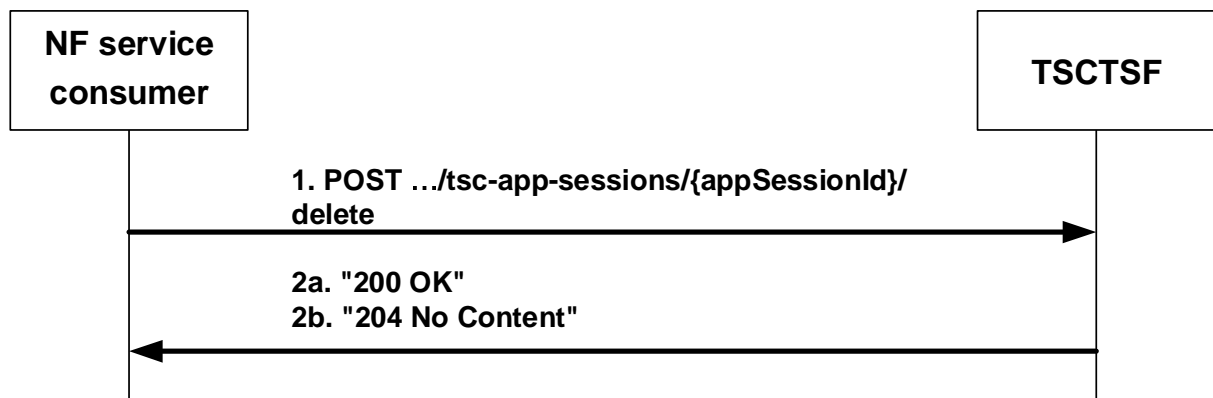 NF service
consumer
TSCTSF
1. POST …/tsc-app-sessions/{appSessionId}/
delete
2a. "200 OK"
2b. "204 No Content"